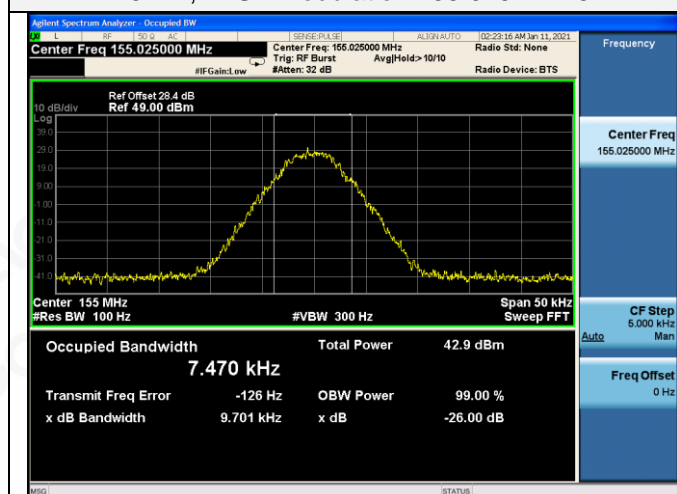 Agilent Spectrum Analyzer - Occupied BW
L RF 50 Ω AC SENSE:PULSE ALIGN AUTO 02:23:16 AM Jan 11, 2021
Center Freq 155.025000 MHz Center Freq: 155.025000 MHz Radio Std: None Frequency
Trig: RF Burst Avg|Hold:> 10/10
#IFGain:Low #Atten: 32 dB Radio Device: BTS
Ref Offset 28.4 dB
10 dB/div Ref 49.00 dBm
Log
39.0
29.0
19.0
9.00
-1.00
-11.0
-21.0
-31.0
-41.0
Center Freq
155.025000 MHz
Center 155 MHz Span 50 kHz
#Res BW 100 Hz #VBW 300 Hz Sweep FFT
CF Step
5.000 kHz
Auto Man
Occupied Bandwidth Total Power 42.9 dBm
7.470 kHz
Transmit Freq Error -126 Hz OBW Power 99.00 %
x dB Bandwidth 9.701 kHz x dB -26.00 dB
Freq Offset
0 Hz
MSG STATUS